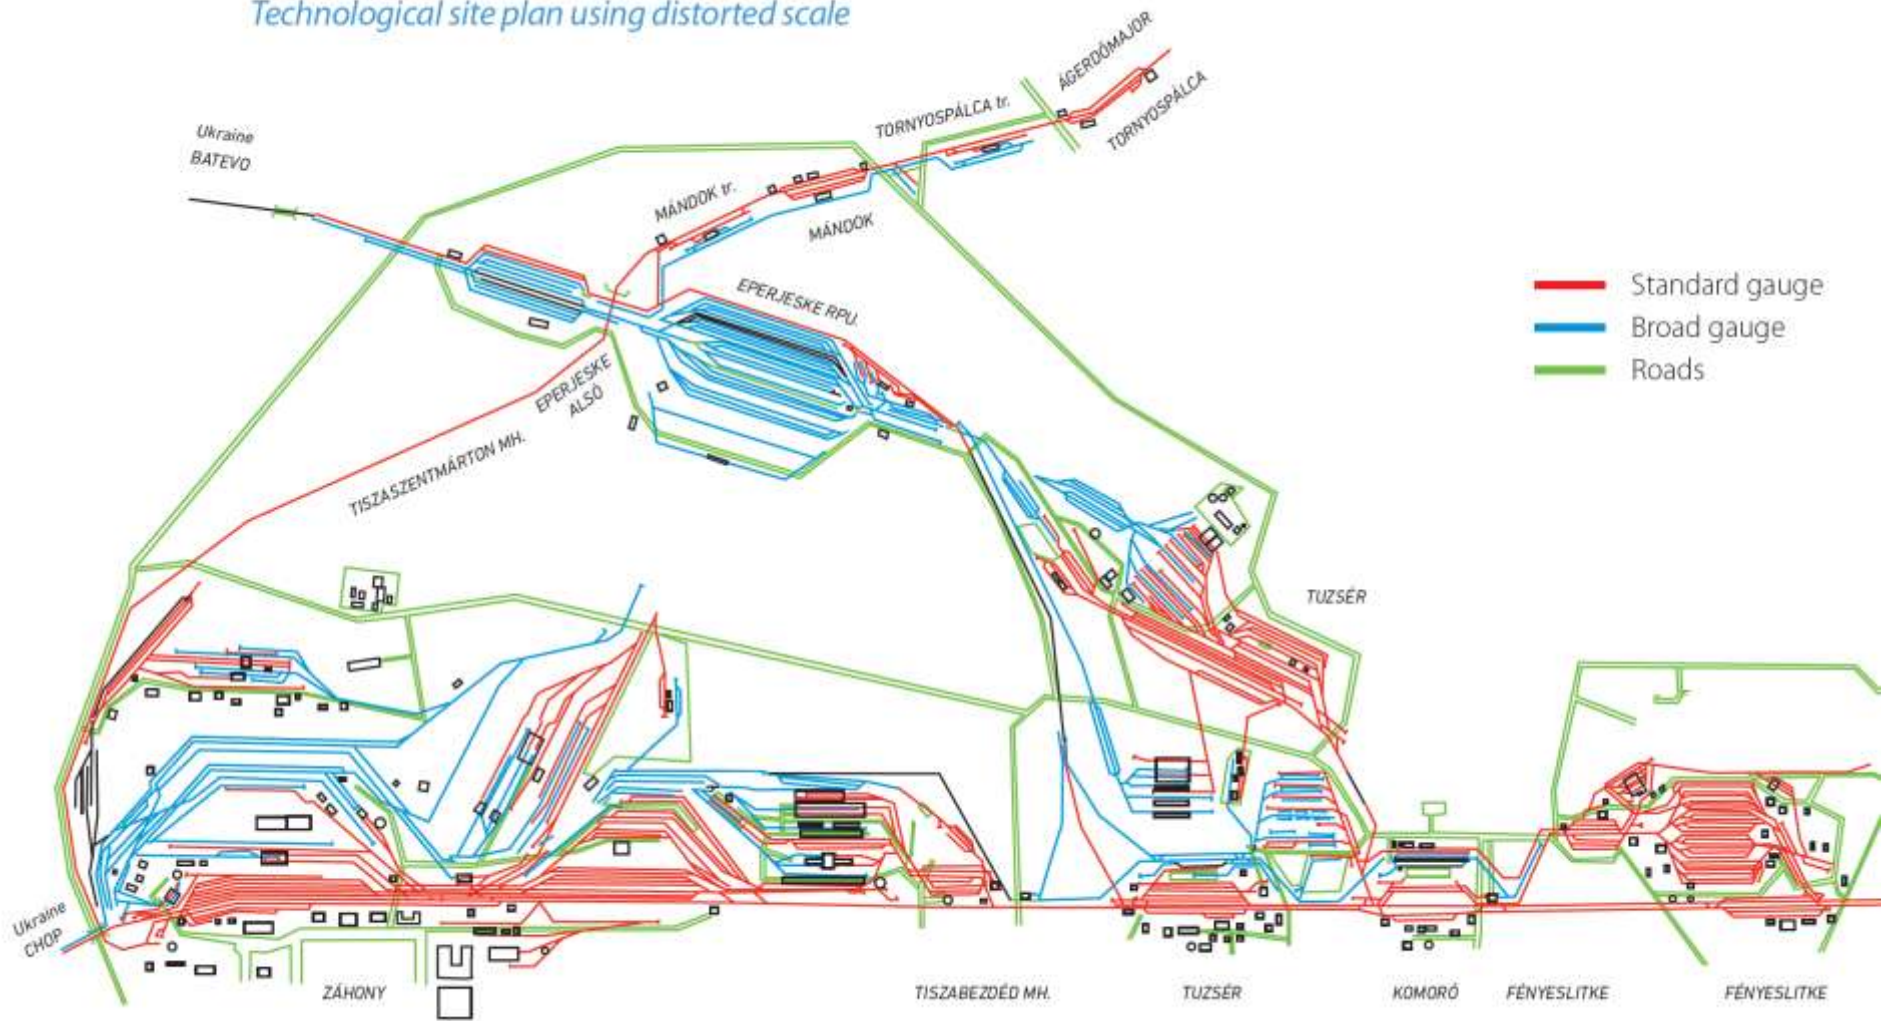 Technological site plan using distorted scale
ÁGERDŐMAJOR
TORNYOSPÁLCA tr.
TORNYOSPÁLCA
Ukraine
BATEVO
MÁNDOK tr.
MÁNDOK
EPERJESKE RPU.
Standard gauge
Broad gauge
Roads
EPERJESKE
ALSÓ
TISZASZENTMÁRTON MH.
TUZSÉR
Ukraine
CHOP
ZÁHONY
TISZABEZDÉD MH.
TUZSÉR
KOMORÓ
FÉNYESLITKE
FÉNYESLITKE